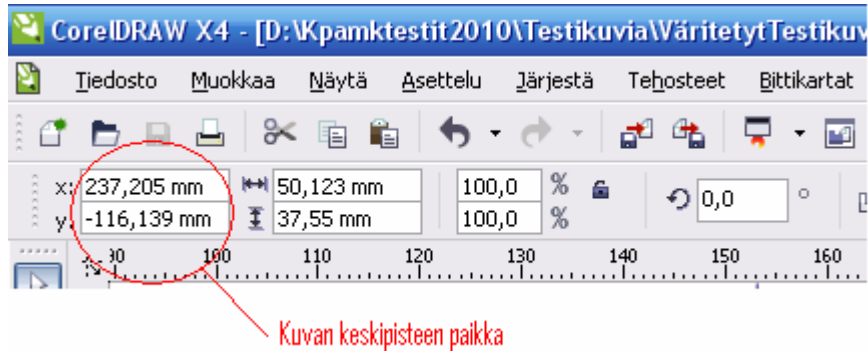 CorelDRAW X4 - [D:\Kpamktestit2010\Testikuvia\VäritetytTestikuv
Tiedosto Muokkaa Näytä Asettelu Järjestä Tehosteet Bittikartat
x: 237,205 mm 50,123 mm 100,0 % 0,0 °
y: -116,139 mm 37,55 mm 100,0 %
90 100 110 120 130 140 150 160
Kuvan keskipisteen paikka